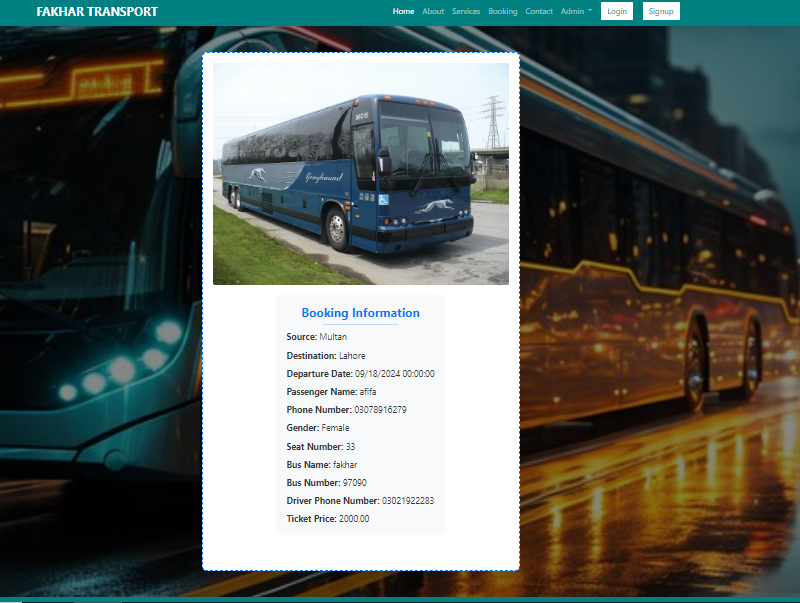 FAKHAR TRANSPORT
Home About Services Booking Contact Admin Login Signup
86016
Greyhound
Booking Information
Source: Multan
Destination: Lahore
Departure Date: 09/18/2024 00:00:00
Passenger Name: afifa
Phone Number: 03078916279
Gender: Female
Seat Number: 33
Bus Name: fakhar
Bus Number: 97090
Driver Phone Number: 03021922283
Ticket Price: 2000.00